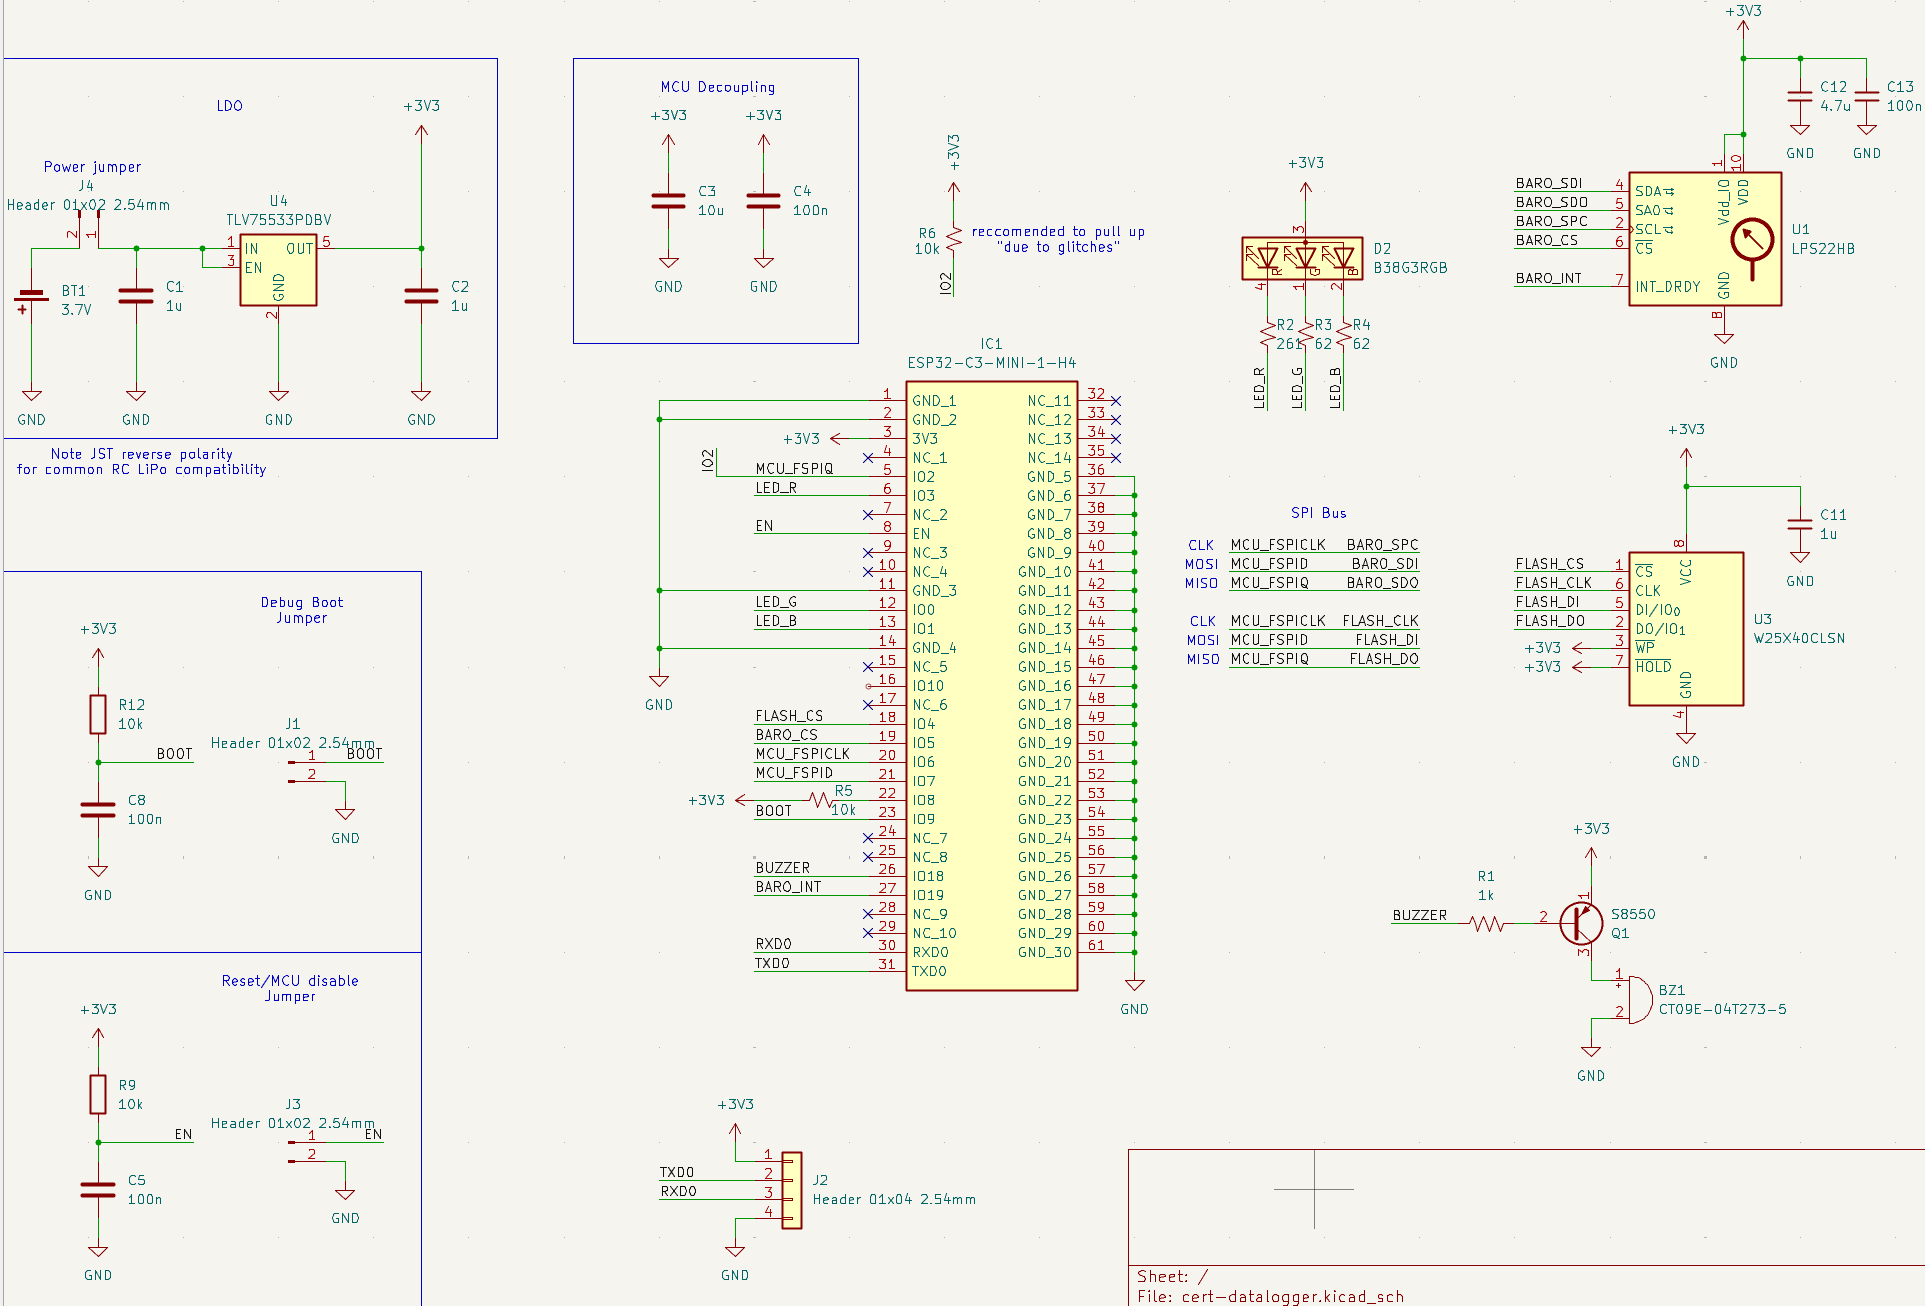 LDO
+3V3
Power jumper
J4
Header 01x02 2.54mm
2
1
U4
TLV75533PDBV
1 IN
3 EN
OUT 5
GND
2
BT1
3.7V
+
C1
1u
C2
1u
GND
GND
GND
GND
Note JST reverse polarity
for common RC LiPo compatibility
MCU Decoupling
+3V3
+3V3
C3
10u
C4
100n
GND
GND
+3V3
R6
10k
IO2
reccomended to pull up
"due to glitches"
+3V3
3
D2
B38G3RGB
R
G
B
4
1
2
R2
261
R3
62
R4
62
LED_R
LED_G
LED_B
+3V3
C12
4.7u
C13
100n
GND
GND
1
10
Vdd_IO
VDD
BARO_SDI 4 SDA
BARO_SDO 5 SA0
BARO_SPC 2 SCL
BARO_CS 6 CS
BARO_INT 7 INT_DRDY
GND
8
U1
LPS22HB
GND
IC1
ESP32-C3-MINI-1-H4
1 GND_1
2 GND_2
+3V3 3 3V3
4 NC_1
IO2 MCU_FSPIQ 5 IO2
LED_R 6 IO3
7 NC_2
EN 8 EN
9 NC_3
10 NC_4
11 GND_3
LED_G 12 IO0
LED_B 13 IO1
14 GND_4
15 NC_5
16 IO10
17 NC_6
FLASH_CS 18 IO4
BARO_CS 19 IO5
MCU_FSPICLK 20 IO6
MCU_FSPID 21 IO7
+3V3 R5 10k 22 IO8
BOOT 23 IO9
24 NC_7
25 NC_8
BUZZER 26 IO18
BARO_INT 27 IO19
28 NC_9
29 NC_10
RXD0 30 RXD0
TXD0 31 TXD0
GND
NC_11 32
NC_12 33
NC_13 34
NC_14 35
GND_5 36
GND_6 37
GND_7 38
GND_8 39
GND_9 40
GND_10 41
GND_11 42
GND_12 43
GND_13 44
GND_14 45
GND_15 46
GND_16 47
GND_17 48
GND_18 49
GND_19 50
GND_20 51
GND_21 52
GND_22 53
GND_23 54
GND_24 55
GND_25 56
GND_26 57
GND_27 58
GND_28 59
GND_29 60
GND_30 61
GND
SPI Bus
CLK MCU_FSPICLK BARO_SPC
MOSI MCU_FSPID BARO_SDI
MISO MCU_FSPIQ BARO_SDO
CLK MCU_FSPICLK FLASH_CLK
MOSI MCU_FSPID FLASH_DI
MISO MCU_FSPIQ FLASH_DO
+3V3
C11
1u
GND
8
VCC
FLASH_CS 1 CS
FLASH_CLK 6 CLK
FLASH_DI 5 DI/IO0
FLASH_DO 2 DO/IO1
+3V3 3 WP
+3V3 7 HOLD
GND
4
U3
W25X40CLSN
GND
Debug Boot
Jumper
+3V3
R12
10k
BOOT
C8
100n
GND
J1
Header 01x02 2.54mm
1 BOOT
2
GND
Reset/MCU disable
Jumper
+3V3
R9
10k
EN
C5
100n
GND
J3
Header 01x02 2.54mm
1 EN
2
GND
+3V3
1
TXD0 2
RXD0 3
4
J2
Header 01x04 2.54mm
GND
+3V3
R1
1k
BUZZER
2
1
3
S8550
Q1
1
+
2
BZ1
CT09E-04T273-5
GND
Sheet: /
File: cert-datalogger.kicad_sch